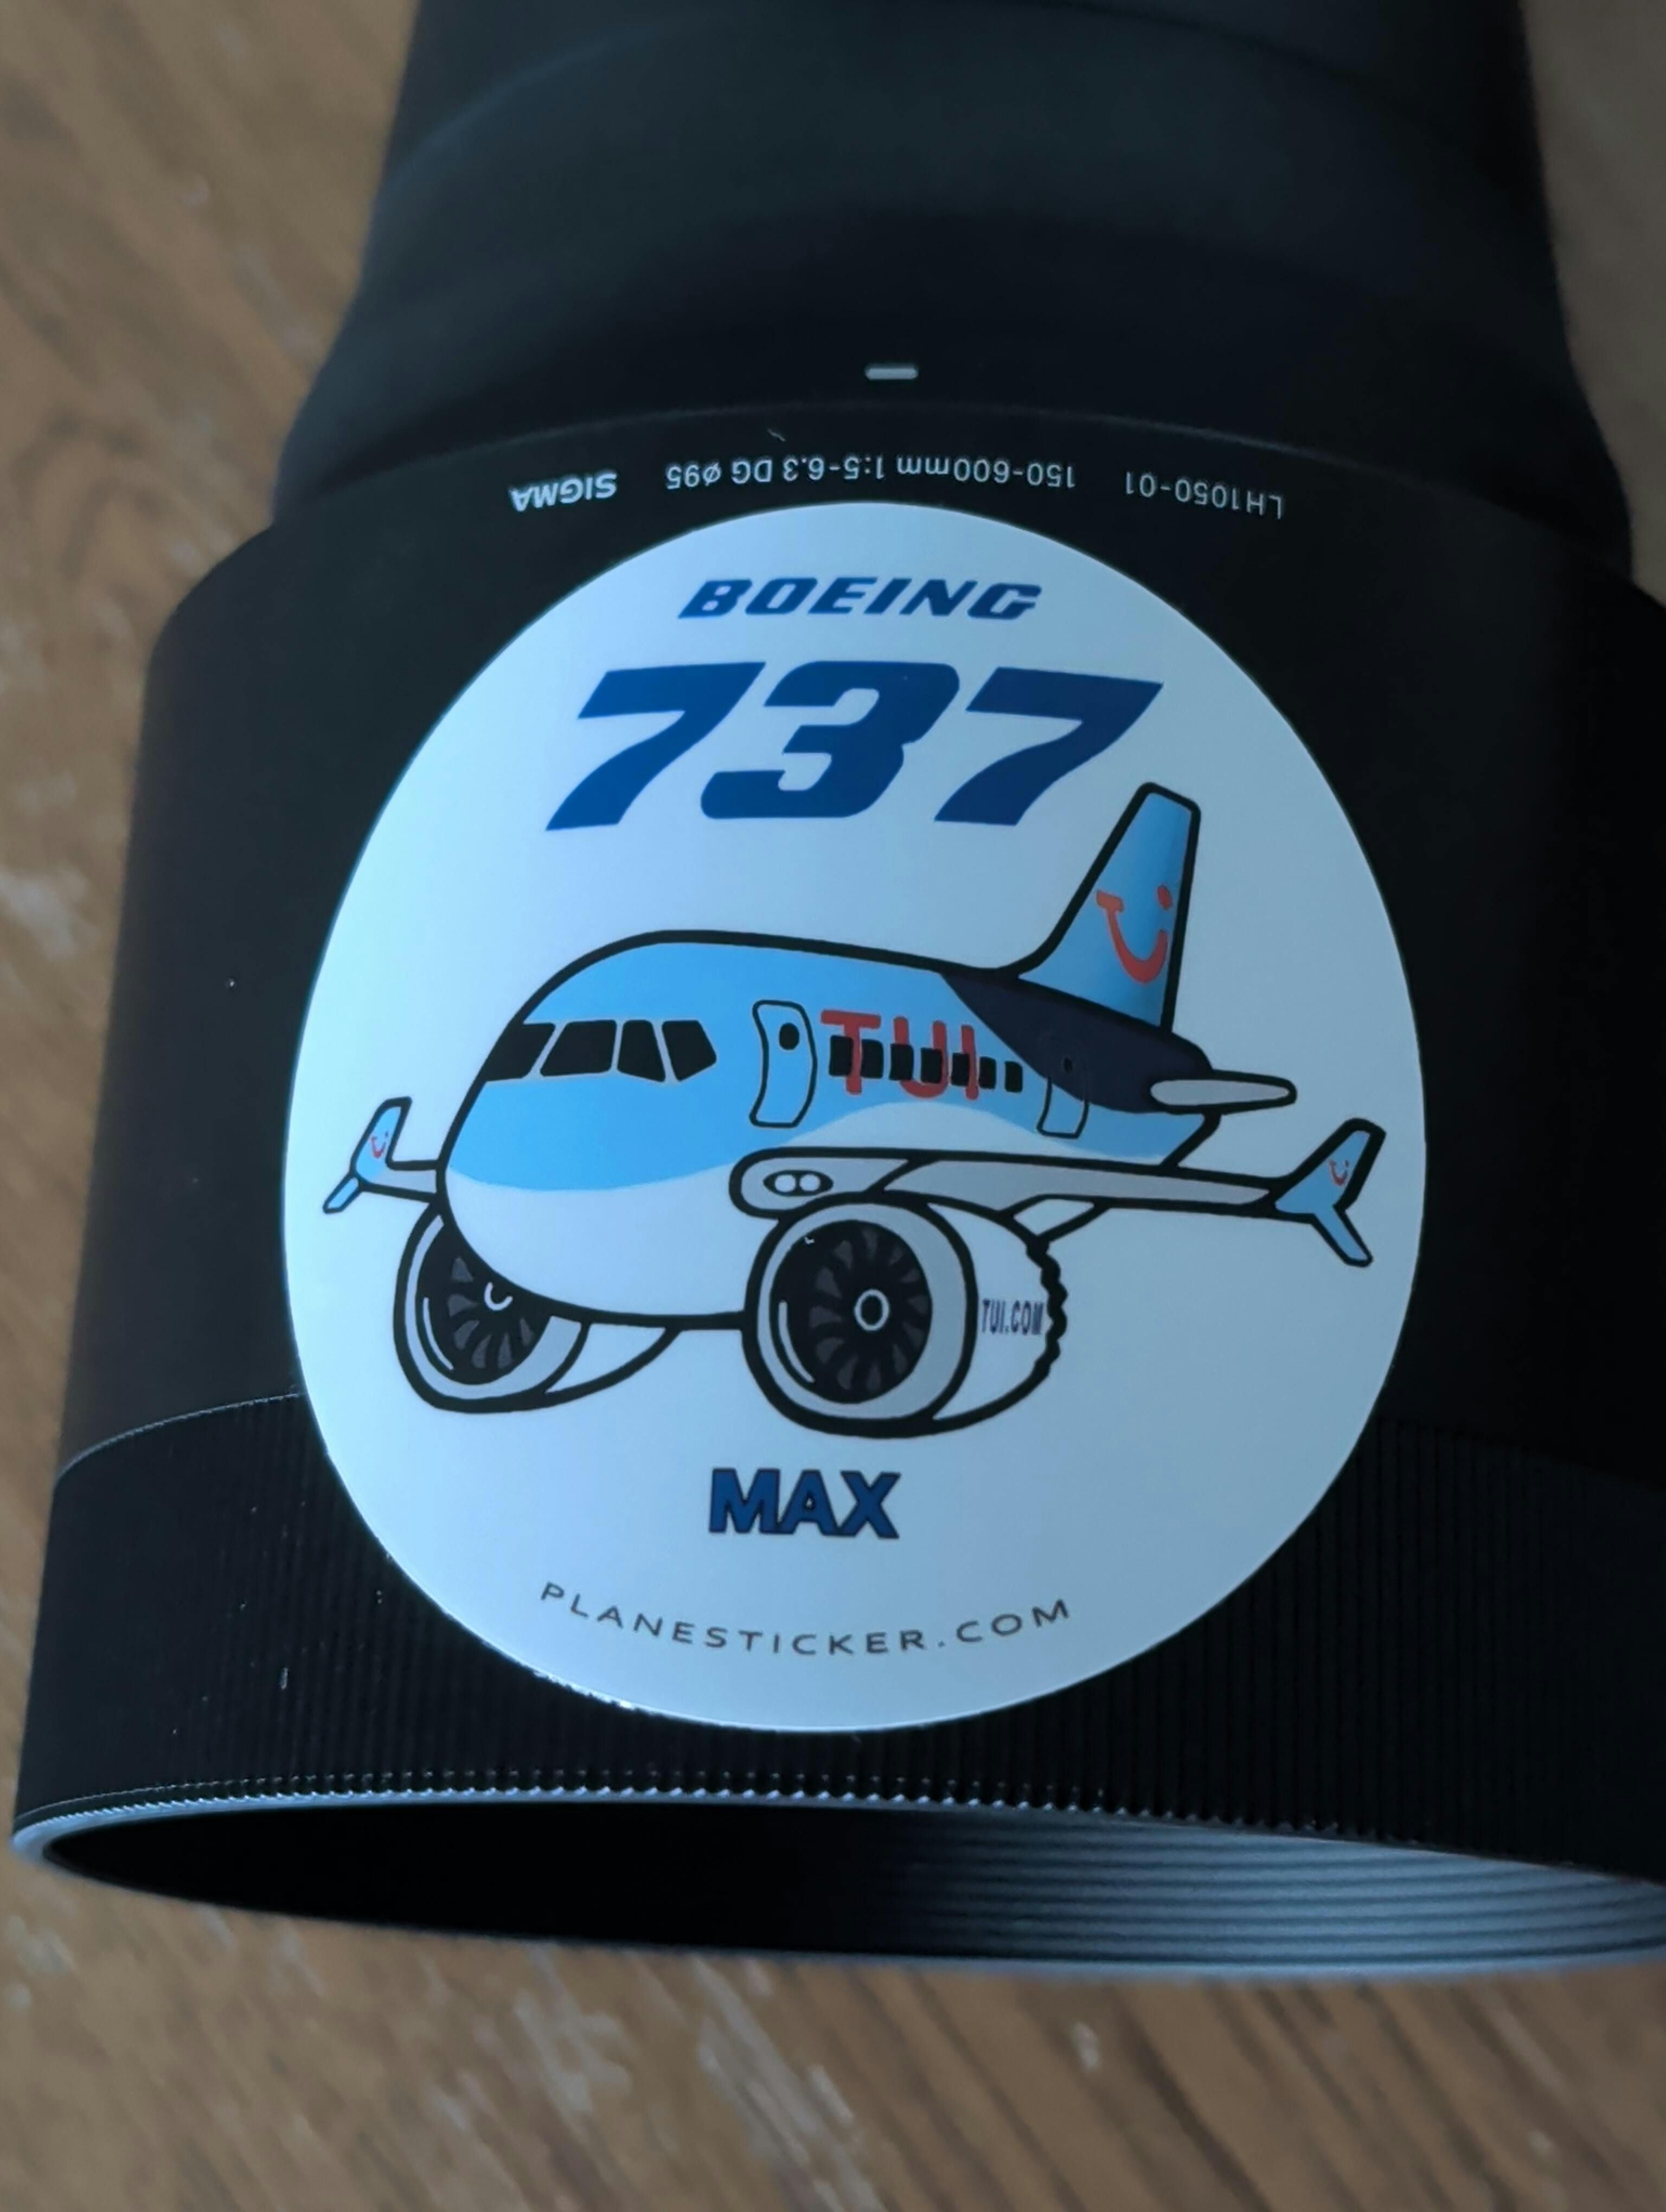 SIGMA 150-600mm 1:5-6.3 DG ø95 LH1050-01
BOEING
737
TUI
TUI.COM
MAX
PLANESTICKER.COM